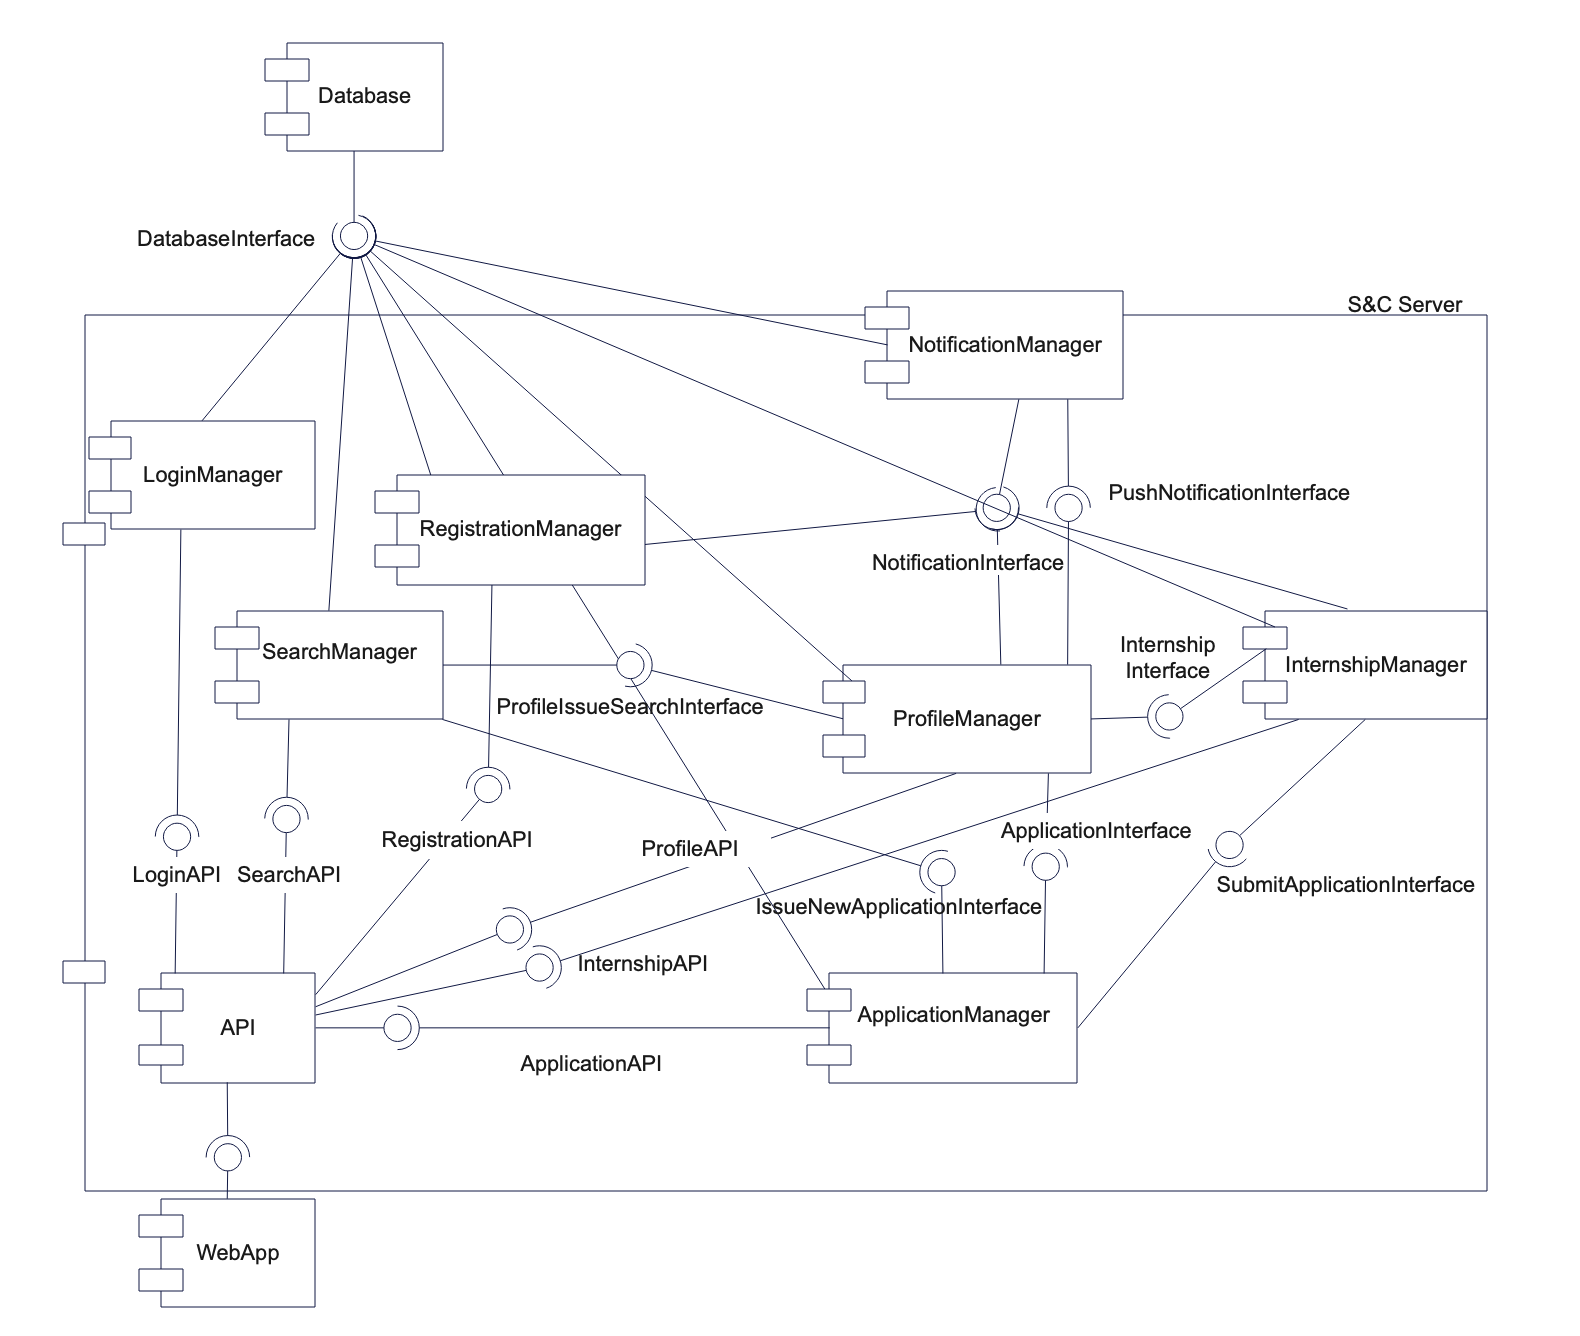 Database
DatabaseInterface
S&C Server
NotificationManager
LoginManager
PushNotificationInterface
RegistrationManager
NotificationInterface
SearchManager
Internship
Interface
InternshipManager
ProfileIssueSearchInterface
ProfileManager
RegistrationAPI
ApplicationInterface
ProfileAPI
LoginAPI
SearchAPI
SubmitApplicationInterface
IssueNewApplicationInterface
InternshipAPI
API
ApplicationManager
ApplicationAPI
WebApp